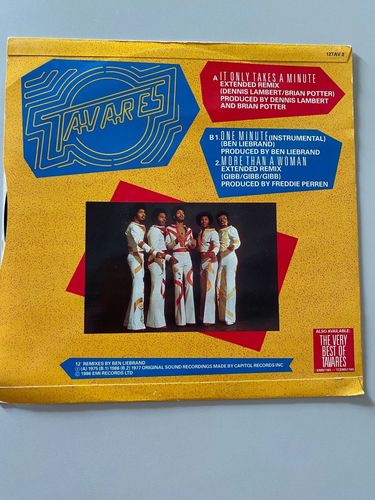 12TAV 2
TAVARES
A IT ONLY TAKES A MINUTE
EXTENDED REMIX
(DENNIS LAMBERT/BRIAN POTTER)
PRODUCED BY DENNIS LAMBERT
AND BRIAN POTTER
B1. ONE MINUTE (INSTRUMENTAL)
(BEN LIEBRAND)
PRODUCED BY BEN LIEBRAND
2. MORE THAN A WOMAN
EXTENDED REMIX
(GIBB/GIBB/GIBB)
PRODUCED BY FREDDIE PERREN
ALSO AVAILABLE
THE VERY
BEST OF
TAVARES
12" REMIXES BY BEN LIEBRAND
Ⓟ (A) 1975 (B.1) 1986 (B.2) 1977 ORIGINAL SOUND RECORDINGS MADE BY CAPITOL RECORDS INC
© 1986 EMI RECORDS LTD